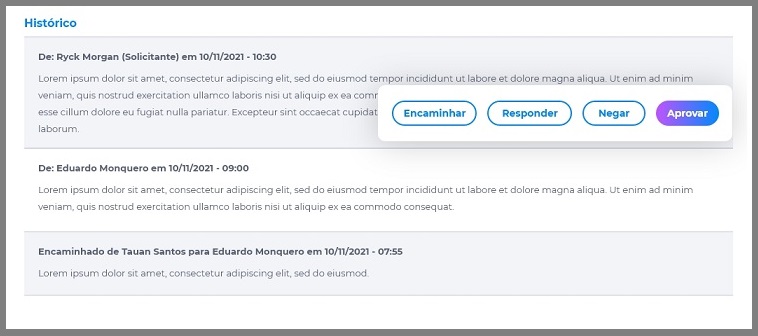 Histórico
De: Ryck Morgan (Solicitante) em 10/11/2021 - 10:30
Lorem ipsum dolor sit amet, consectetur adipiscing elit, sed do eiusmod tempor incididunt ut labore et dolore magna aliqua. Ut enim ad minim
veniam, quis nostrud exercitation ullamco laboris nisi ut aliquip ex ea
esse cillum dolore eu fugiat nulla pariatur. Excepteur sint occaecat
laborum.
Encaminhar
Responder
Negar
Aprovar
De: Eduardo Monquero em 10/11/2021 - 09:00
Lorem ipsum dolor sit amet, consectetur adipiscing elit, sed do eiusmod tempor incididunt ut labore et dolore magna aliqua. Ut enim ad minim
veniam, quis nostrud exercitation ullamco laboris nisi ut aliquip ex ea commodo consequat.
Encaminhado de Tauan Santos para Eduardo Monquero em 10/11/2021 - 07:55
Lorem ipsum dolor sit amet, consectetur adipiscing elit, sed do eiusmod.